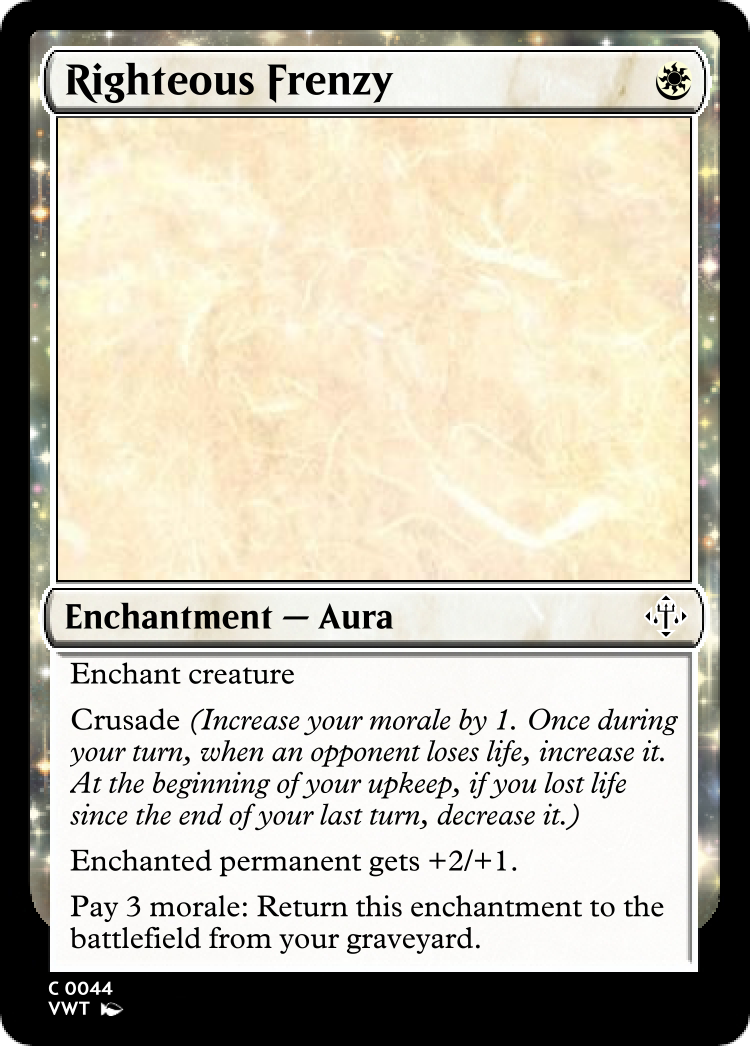 Righteous Frenzy
Enchantment — Aura
Enchant creature
Crusade (Increase your morale by 1. Once during
your turn, when an opponent loses life, increase it.
At the beginning of your upkeep, if you lost life
since the end of your last turn, decrease it.)
Enchanted permanent gets +2/+1.
Pay 3 morale: Return this enchantment to the
battlefield from your graveyard.
C 0044
VWT